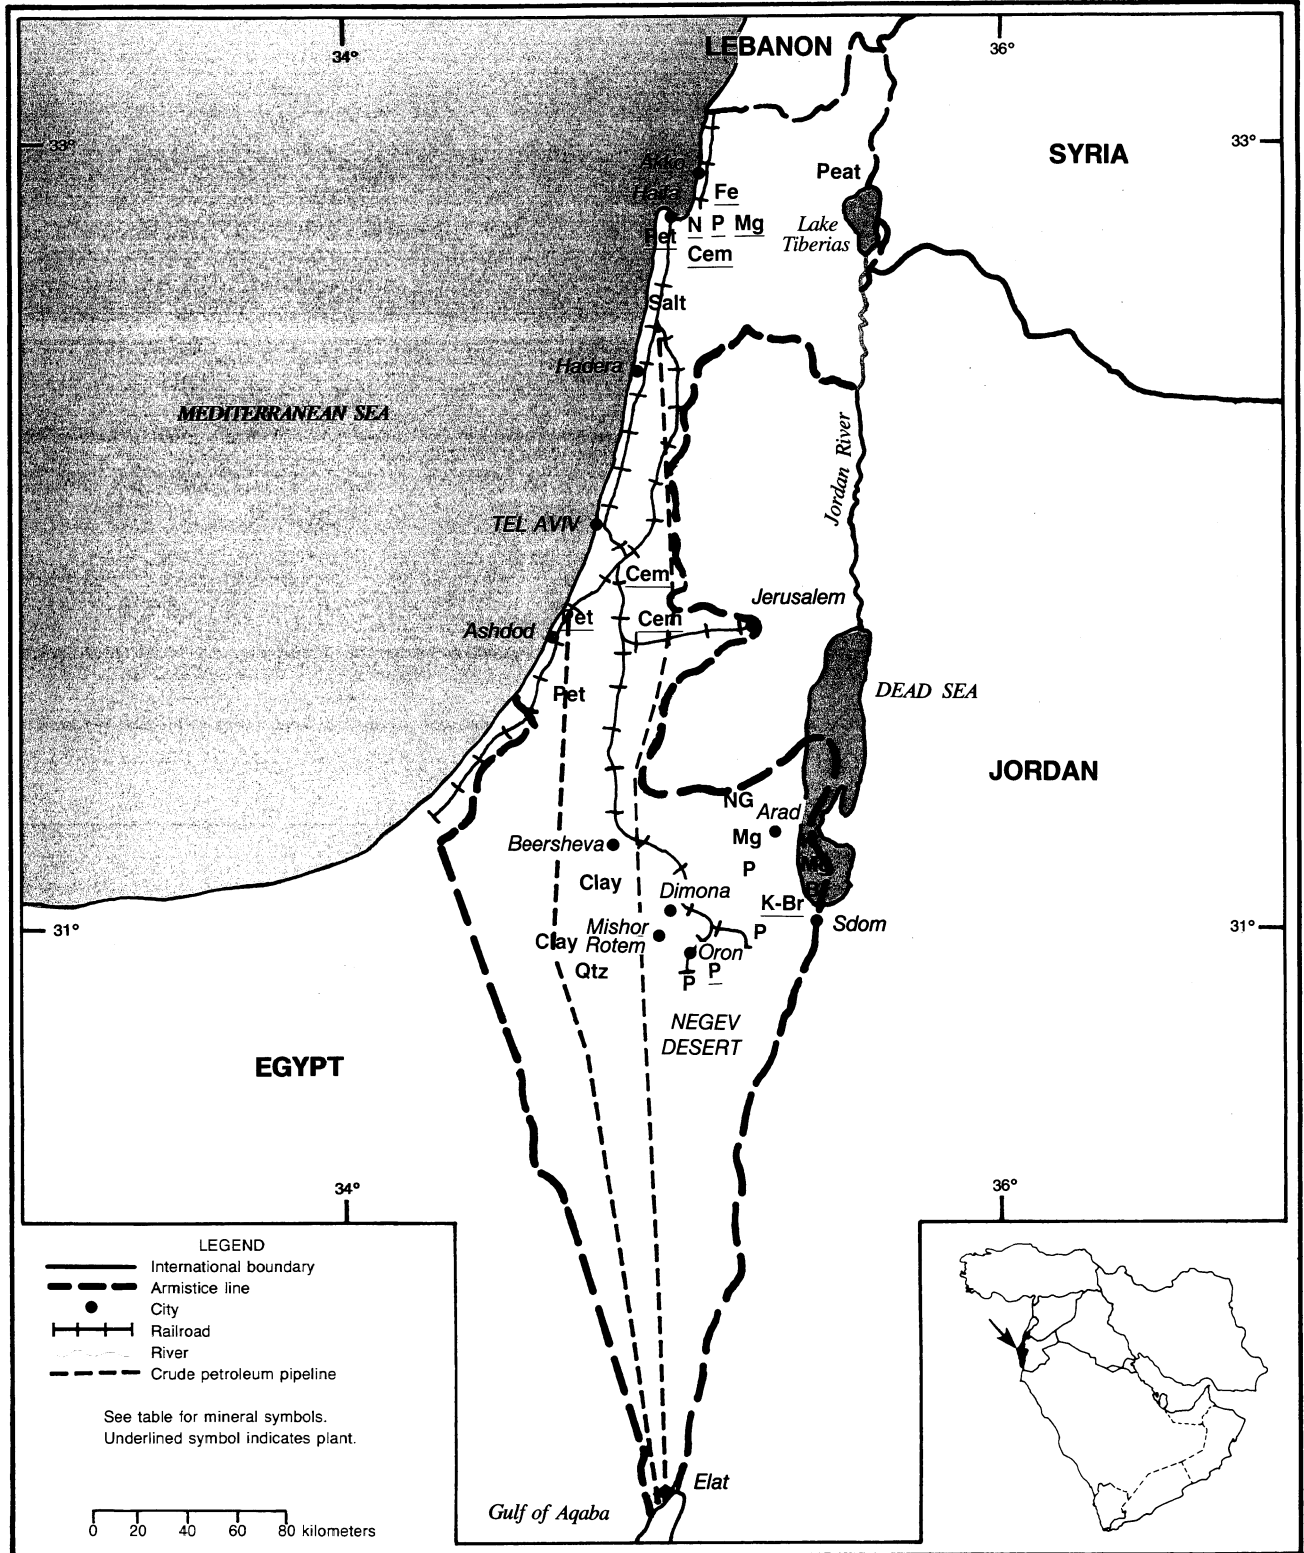 34°
LEBANON
36°
33°
33°
SYRIA
Akko
Peat
Haifa
Fe
N P Mg
Lake
Tiberias
Pet
Cem
Salt
Hadera
MEDITERRANEAN SEA
Jordan River
TEL AVIV
Cem
Jerusalem
Ashdod
Pet
Cem
DEAD SEA
Pet
JORDAN
NG
Arad
Mg
Beersheva
P
Mg
Clay
Dimona
K-Br
Sdom
31°
Mishor
Rotem
Clay
P
31°
Oron
Qtz
P
P
NEGEV
DESERT
EGYPT
34°
36°
LEGEND
International boundary
Armistice line
City
Railroad
River
Crude petroleum pipeline
See table for mineral symbols.
Underlined symbol indicates plant.
0 20 40 60 80 kilometers
Elat
Gulf of Aqaba